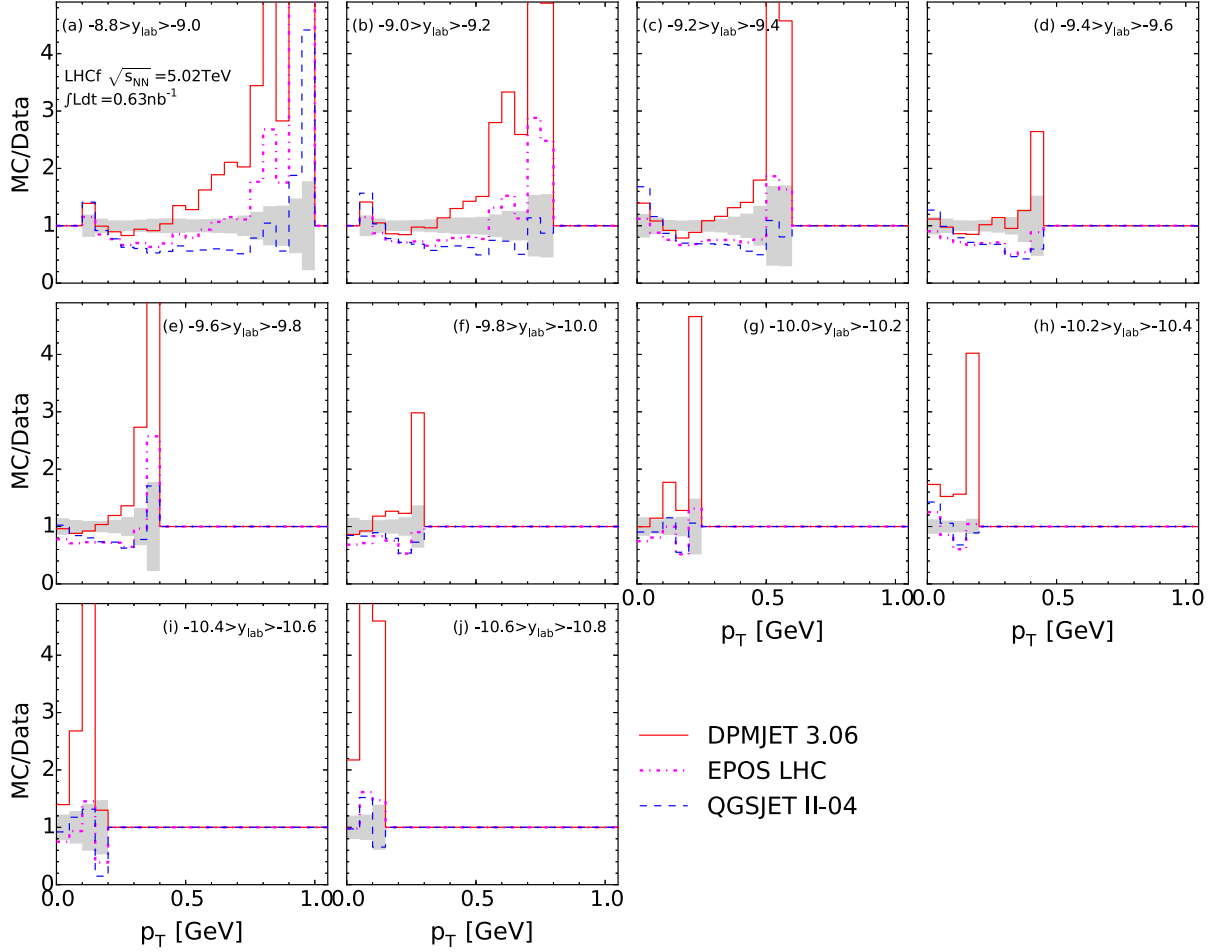 (a) -8.8>y_lab>-9.0
LHCf √s_NN =5.02TeV
∫Ldt=0.63nb⁻¹
(b) -9.0>y_lab>-9.2
(c) -9.2>y_lab>-9.4
(d) -9.4>y_lab>-9.6
MC/Data
4
3
2
1
0
(e) -9.6>y_lab>-9.8
(f) -9.8>y_lab>-10.0
(g) -10.0>y_lab>-10.2
(h) -10.2>y_lab>-10.4
MC/Data
4
3
2
1
0
0.0 0.5 1.0
0.0 0.5 1.0
p_T [GeV]
p_T [GeV]
(i) -10.4>y_lab>-10.6
(j) -10.6>y_lab>-10.8
MC/Data
4
3
2
1
0
0.0 0.5 1.0
0.0 0.5 1.0
p_T [GeV]
p_T [GeV]
DPMJET 3.06
EPOS LHC
QGSJET II-04